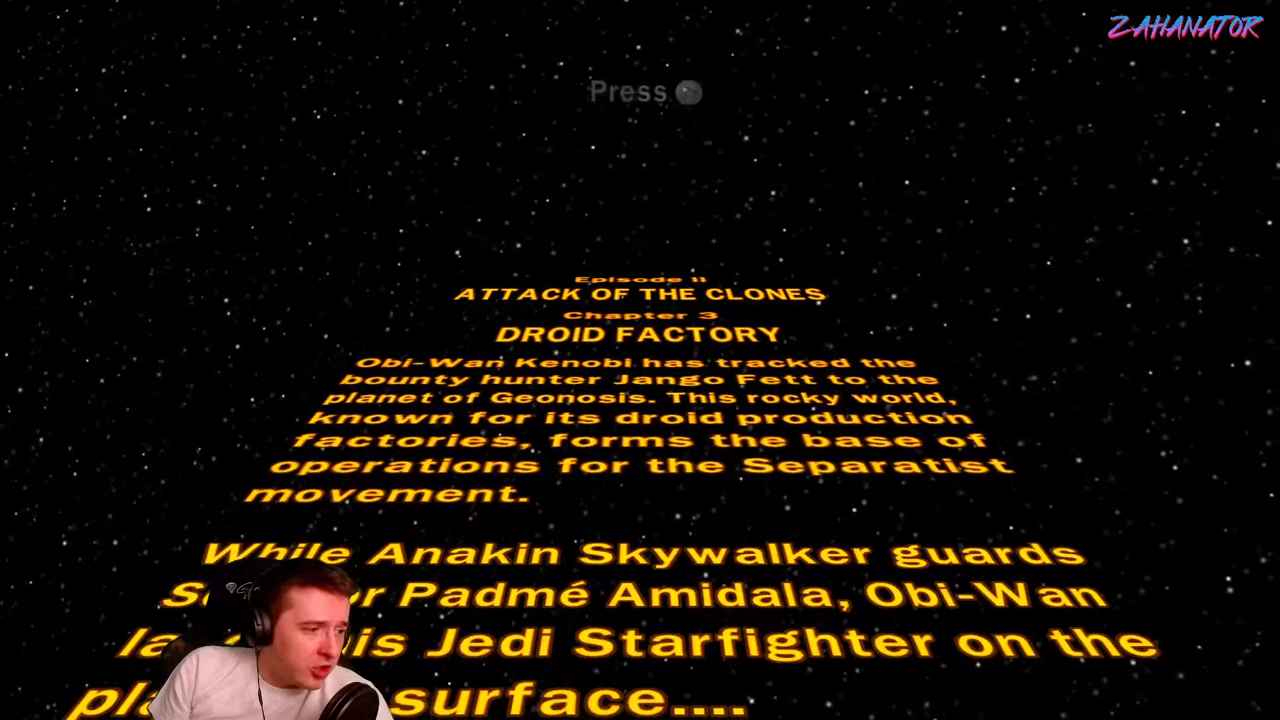 ZAHANATOR
Press
Episode II
ATTACK OF THE CLONES
Chapter 3
DROID FACTORY
Obi-Wan Kenobi has tracked the
bounty hunter Jango Fett to the
planet of Geonosis. This rocky world,
known for its droid production
factories, forms the base of
operations for the Separatist
movement.
While Anakin Skywalker guards
Padmé Amidala, Obi-Wan
his Jedi Starfighter on the
surface....